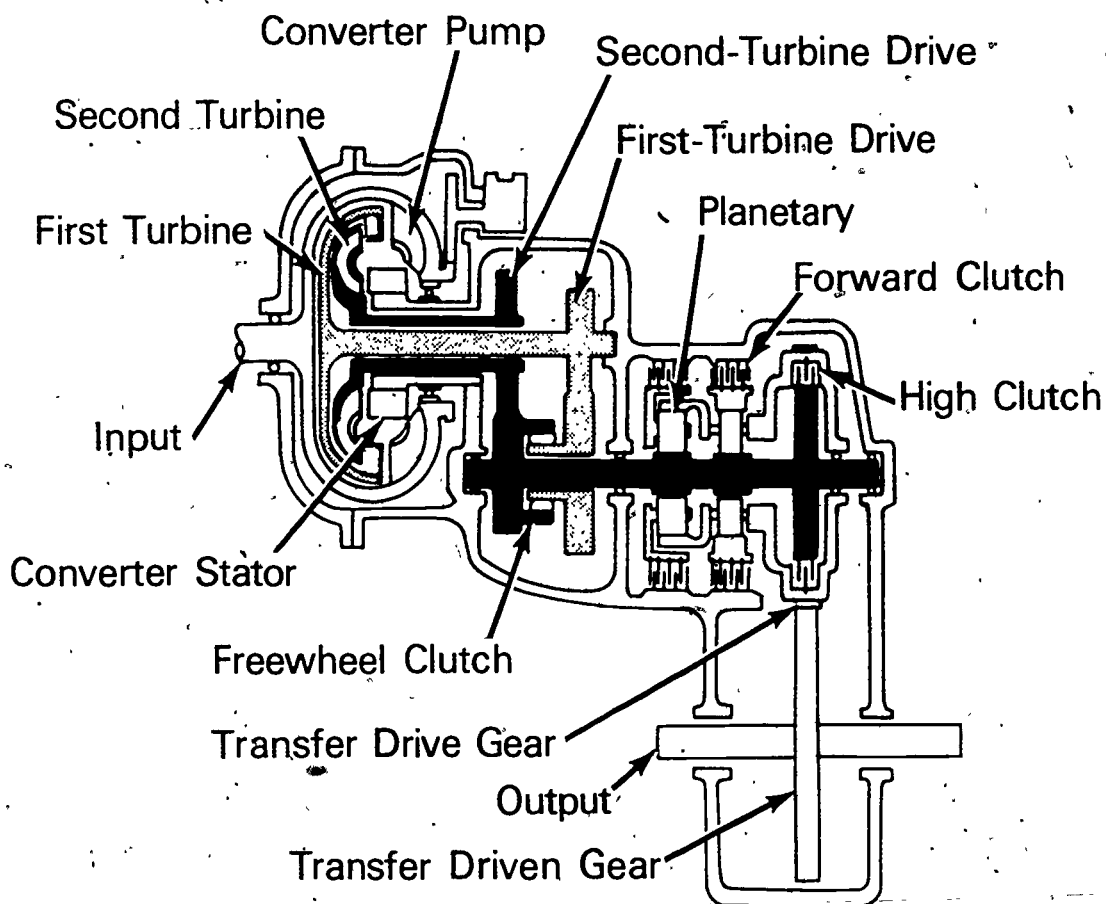 Converter Pump
Second-Turbine Drive
Second Turbine
First-Turbine Drive
Planetary
First Turbine
Forward Clutch
High Clutch
Input
Converter Stator
Freewheel Clutch
Transfer Drive Gear
Output
Transfer Driven Gear